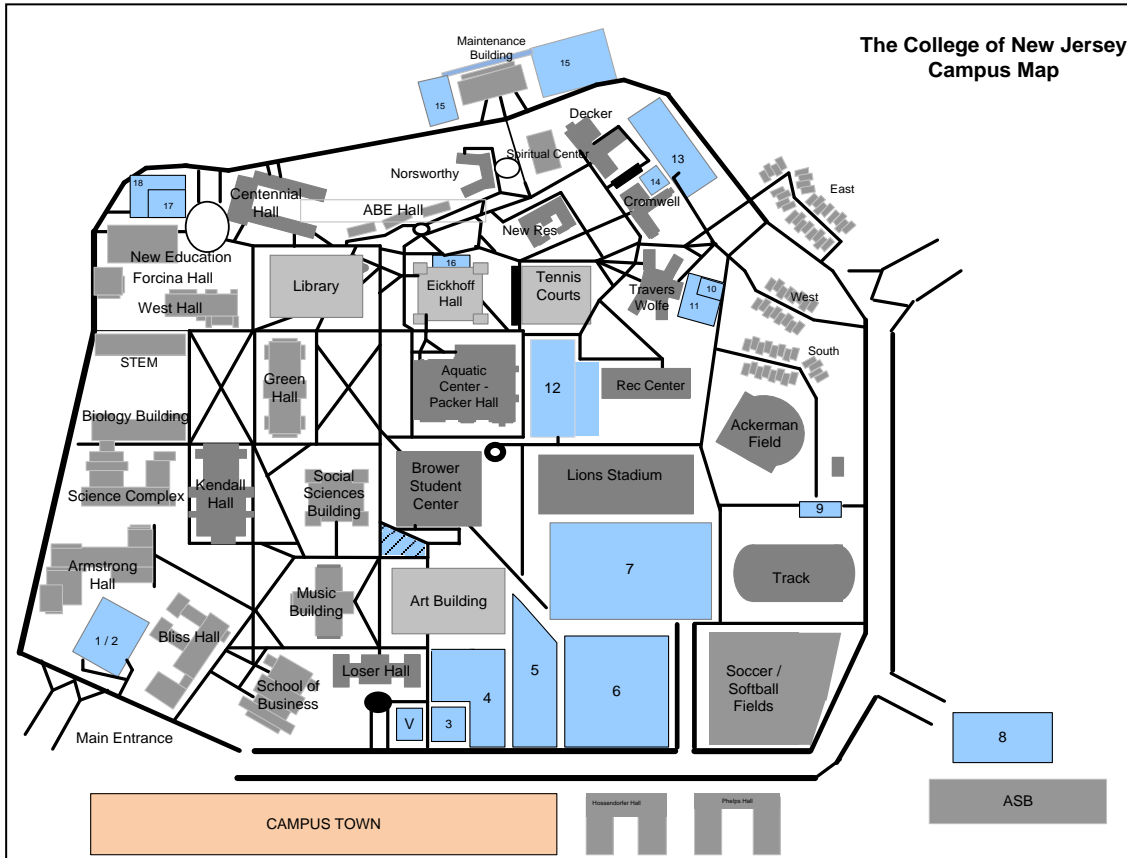 The College of New Jersey
Campus Map
Maintenance
Building
15
15
Decker
Spiritual Center
13
Norsworthy
14
Cromwell
East
18
17
Centennial
Hall
ABE Hall
New Res
New Education
Forcina Hall
West Hall
Library
16
Eickhoff
Hall
Tennis
Courts
Travers
Wolfe
10
11
West
STEM
Green
Hall
Aquatic
Center -
Packer Hall
12
Rec Center
South
Biology Building
Ackerman
Field
Science Complex
Kendall
Hall
Social
Sciences
Building
Brower
Student
Center
Lions Stadium
9
Armstrong
Hall
Music
Building
Art Building
7
Track
1 / 2
Bliss Hall
School of
Business
Loser Hall
V
3
4
5
6
Soccer /
Softball
Fields
Main Entrance
8
CAMPUS TOWN
Hossendorfer Hall
Phelps Hall
ASB